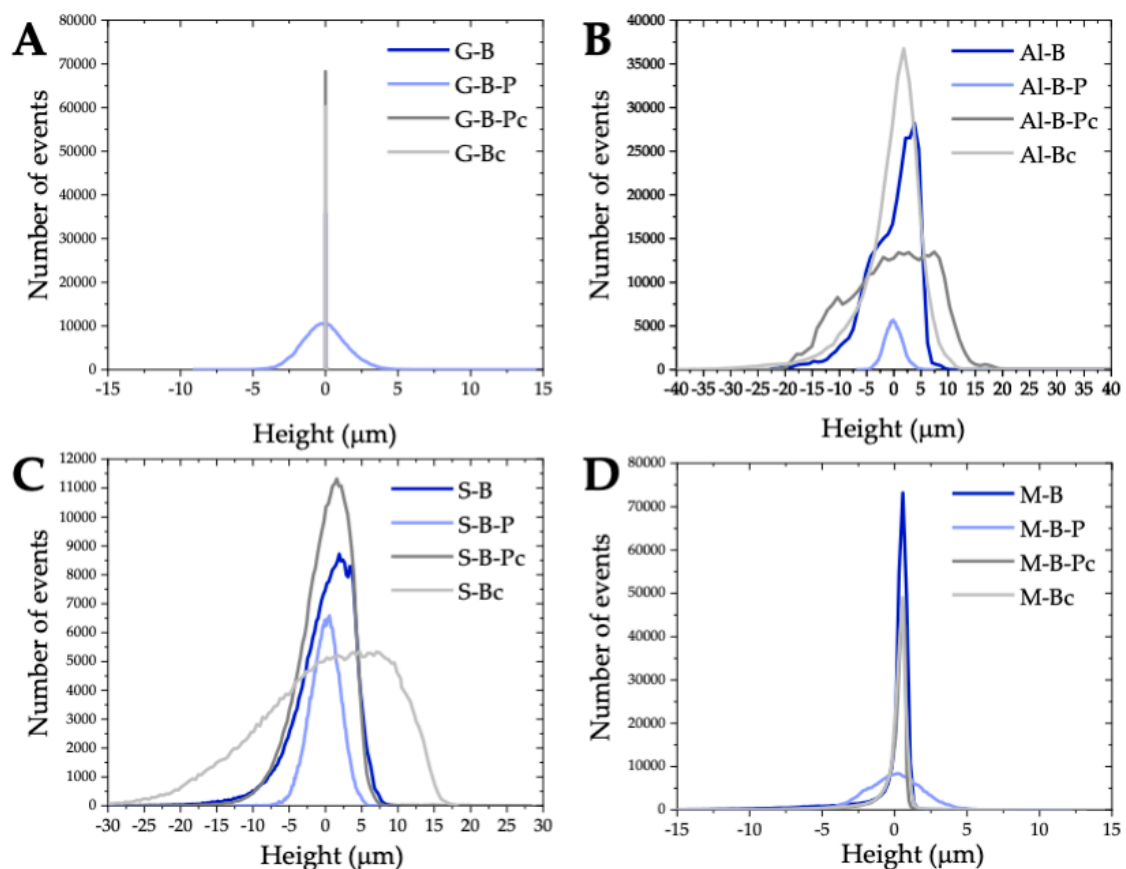 A
80000
70000
60000
50000
40000
30000
20000
10000
0
-15
-10
-5
0
5
10
15
Number of events
Height (µm)
G-B
G-B-P
G-B-Pc
G-Bc
B
40000
35000
30000
25000
20000
15000
10000
5000
0
-40 -35 -30 -25 -20 -15 -10 -5 0 5 10 15 20 25 30 35 40
Number of events
Height (µm)
Al-B
Al-B-P
Al-B-Pc
Al-Bc
C
12000
11000
10000
9000
8000
7000
6000
5000
4000
3000
2000
1000
0
-30 -25 -20 -15 -10 -5 0 5 10 15 20 25 30
Number of events
Height (µm)
S-B
S-B-P
S-B-Pc
S-Bc
D
80000
70000
60000
50000
40000
30000
20000
10000
0
-15
-10
-5
0
5
10
15
Number of events
Height (µm)
M-B
M-B-P
M-B-Pc
M-Bc